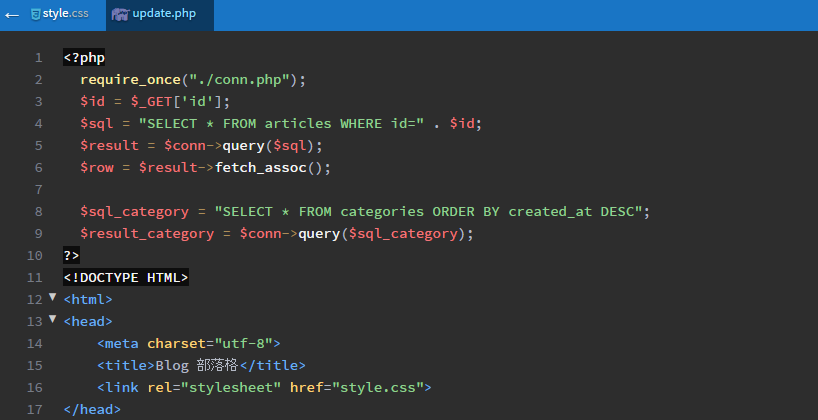 ← style.css update.php
1 <?php
2 require_once("./conn.php");
3 $id = $_GET['id'];
4 $sql = "SELECT * FROM articles WHERE id=" . $id;
5 $result = $conn->query($sql);
6 $row = $result->fetch_assoc();
7
8 $sql_category = "SELECT * FROM categories ORDER BY created_at DESC";
9 $result_category = $conn->query($sql_category);
10 ?>
11 <!DOCTYPE HTML>
12 <html>
13 <head>
14 <meta charset="utf-8">
15 <title>Blog 部落格</title>
16 <link rel="stylesheet" href="style.css">
17 </head>